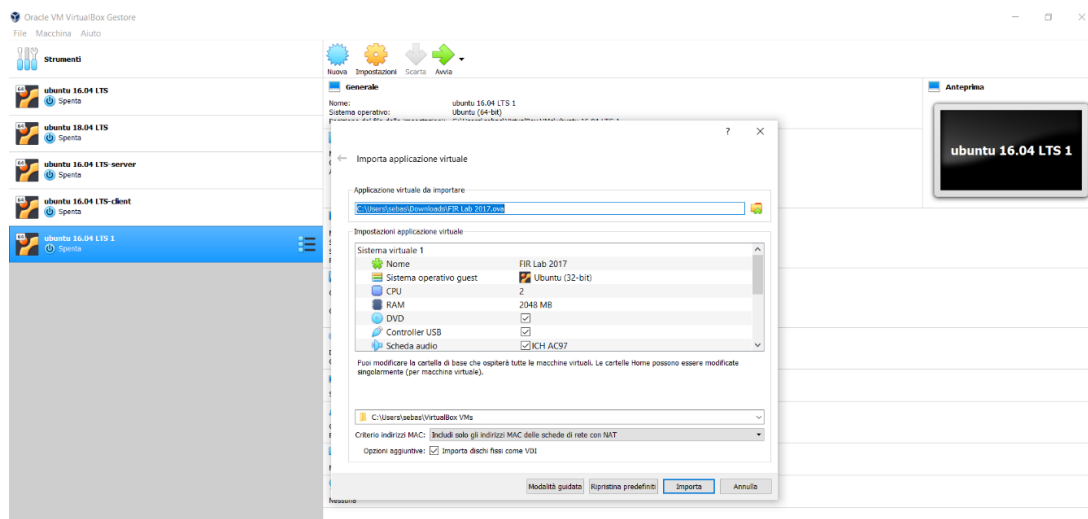 Oracle VM VirtualBox Gestore
File Macchina Aiuto
Strumenti
ubuntu 16.04 LTS
Spenta
ubuntu 18.04 LTS
Spenta
ubuntu 16.04 LTS-server
Spenta
ubuntu 16.04 LTS-client
Spenta
ubuntu 16.04 LTS 1
Spenta
Nuova Impostazioni Scarta Avvia
Generale
Nome: ubuntu 16.04 LTS 1
Sistema operativo: Ubuntu (64-bit)
Anteprima
ubuntu 16.04 LTS 1
? ×
Importa applicazione virtuale
Applicazione virtuale da importare
C:\Users\sebas\Downloads\FIR Lab 2017.ova
Impostazioni applicazione virtuale
Sistema virtuale 1
Nome FIR Lab 2017
Sistema operativo guest Ubuntu (32-bit)
CPU 2
RAM 2048 MB
DVD
Controller USB
Scheda audio ICH AC97
Puoi modificare la cartella di base che ospiterà tutte le macchine virtuali. Le cartelle Home possono essere modificate
singolarmente (per macchina virtuale).
C:\Users\sebas\VirtualBox VMs
Criterio indirizzi MAC: Includi solo gli indirizzi MAC delle schede di rete con NAT
Opzioni aggiuntive: Importa dischi fissi come VDI
Modalità guidata Ripristina predefiniti Importa Annulla
Nessuna